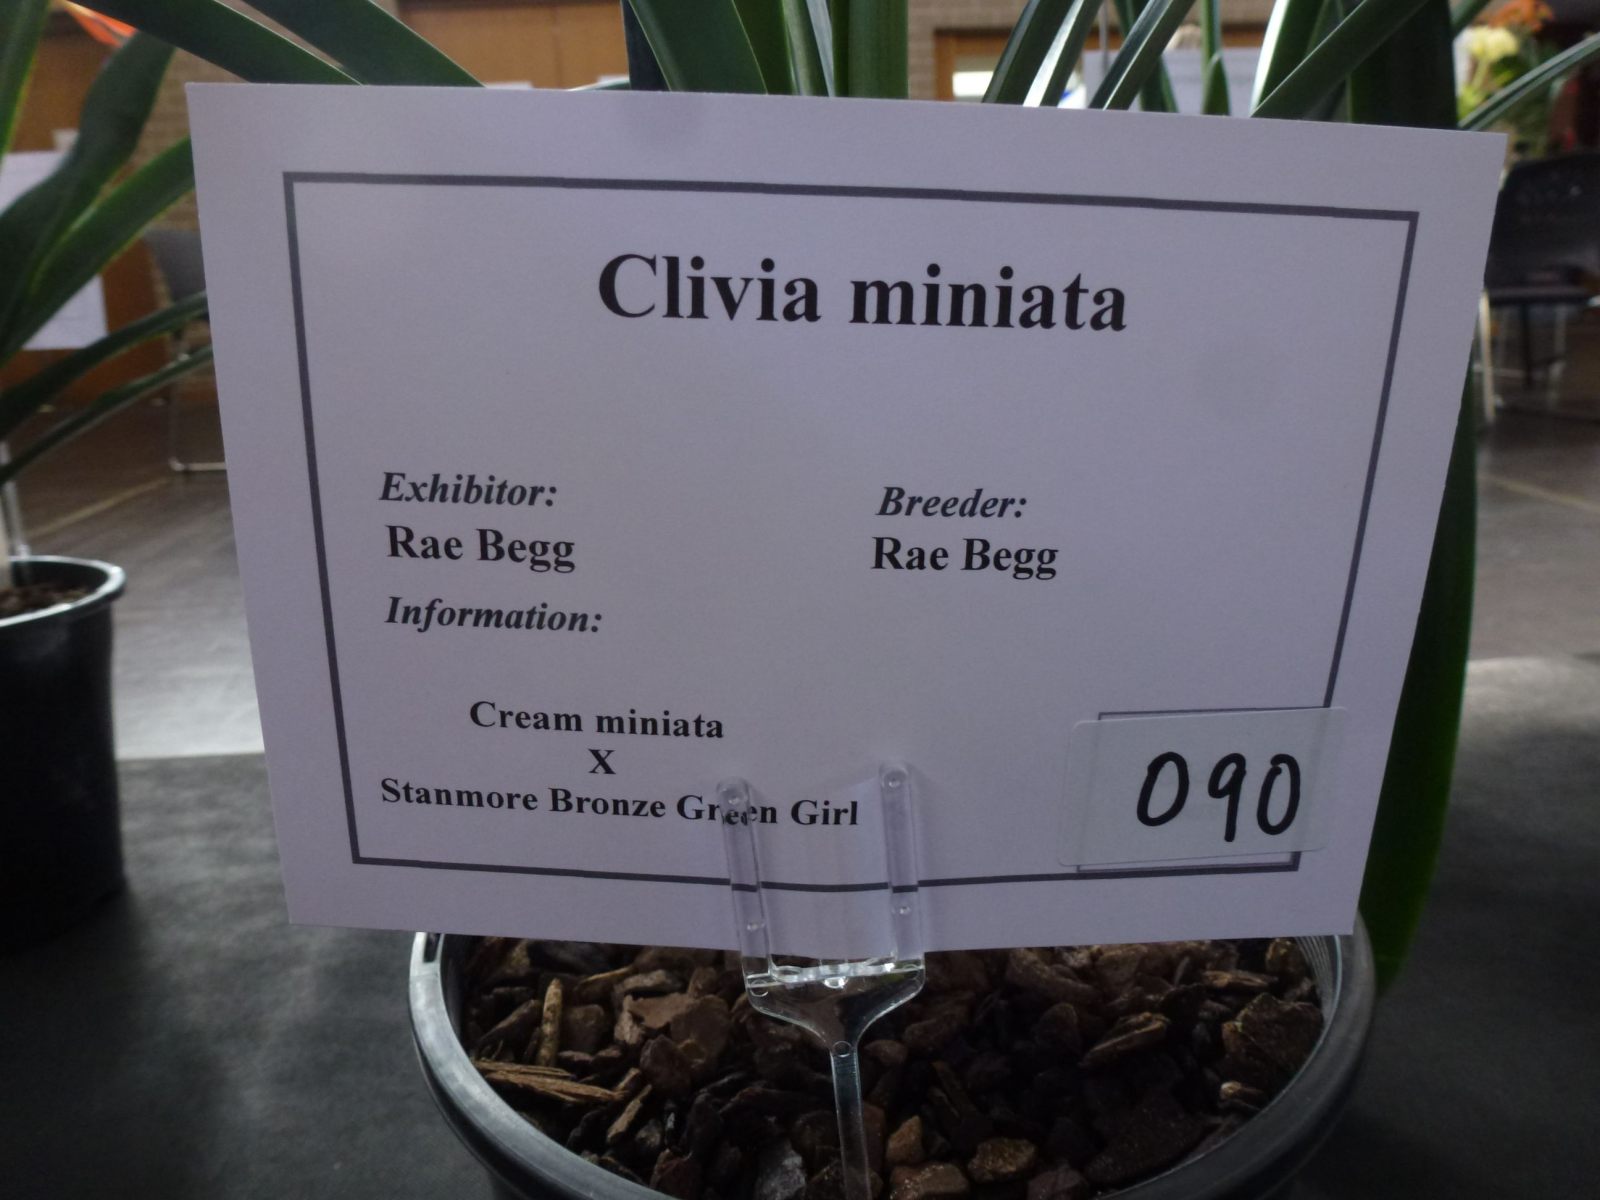 Clivia miniata
Exhibitor:
Rae Begg
Breeder:
Rae Begg
Information:
Cream miniata
X
Stanmore Bronze Green Girl
090